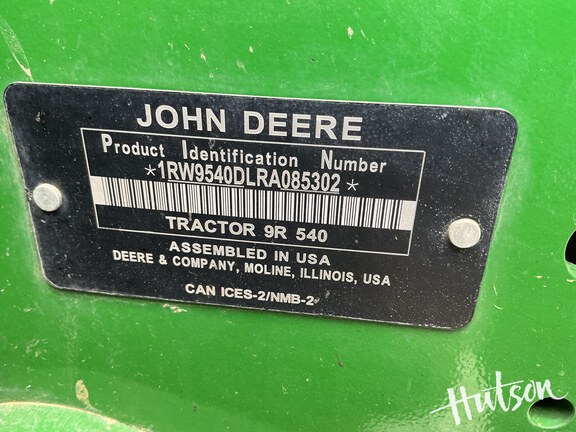 JOHN DEERE
Product Identification Number
*1RW9540DLRA085302*
TRACTOR 9R 540
ASSEMBLED IN USA
DEERE & COMPANY, MOLINE, ILLINOIS, USA
CAN ICES-2/NMB-2
Hutson